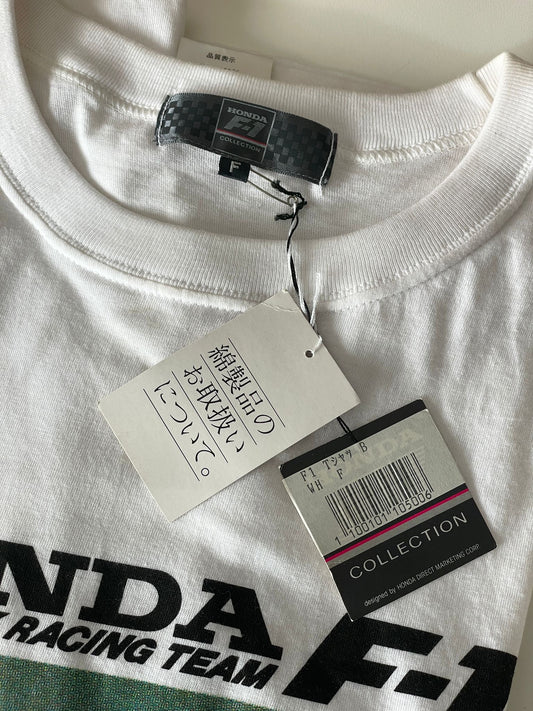 品質表示
HONDA
F-1
COLLECTION
F
綿製品の
お取扱い
について。
F1 Tシャツ B
WH F
1 100101 105006
COLLECTION
designed by HONDA DIRECT MARKETING CORP.
NDA F-1
RACING TEAM